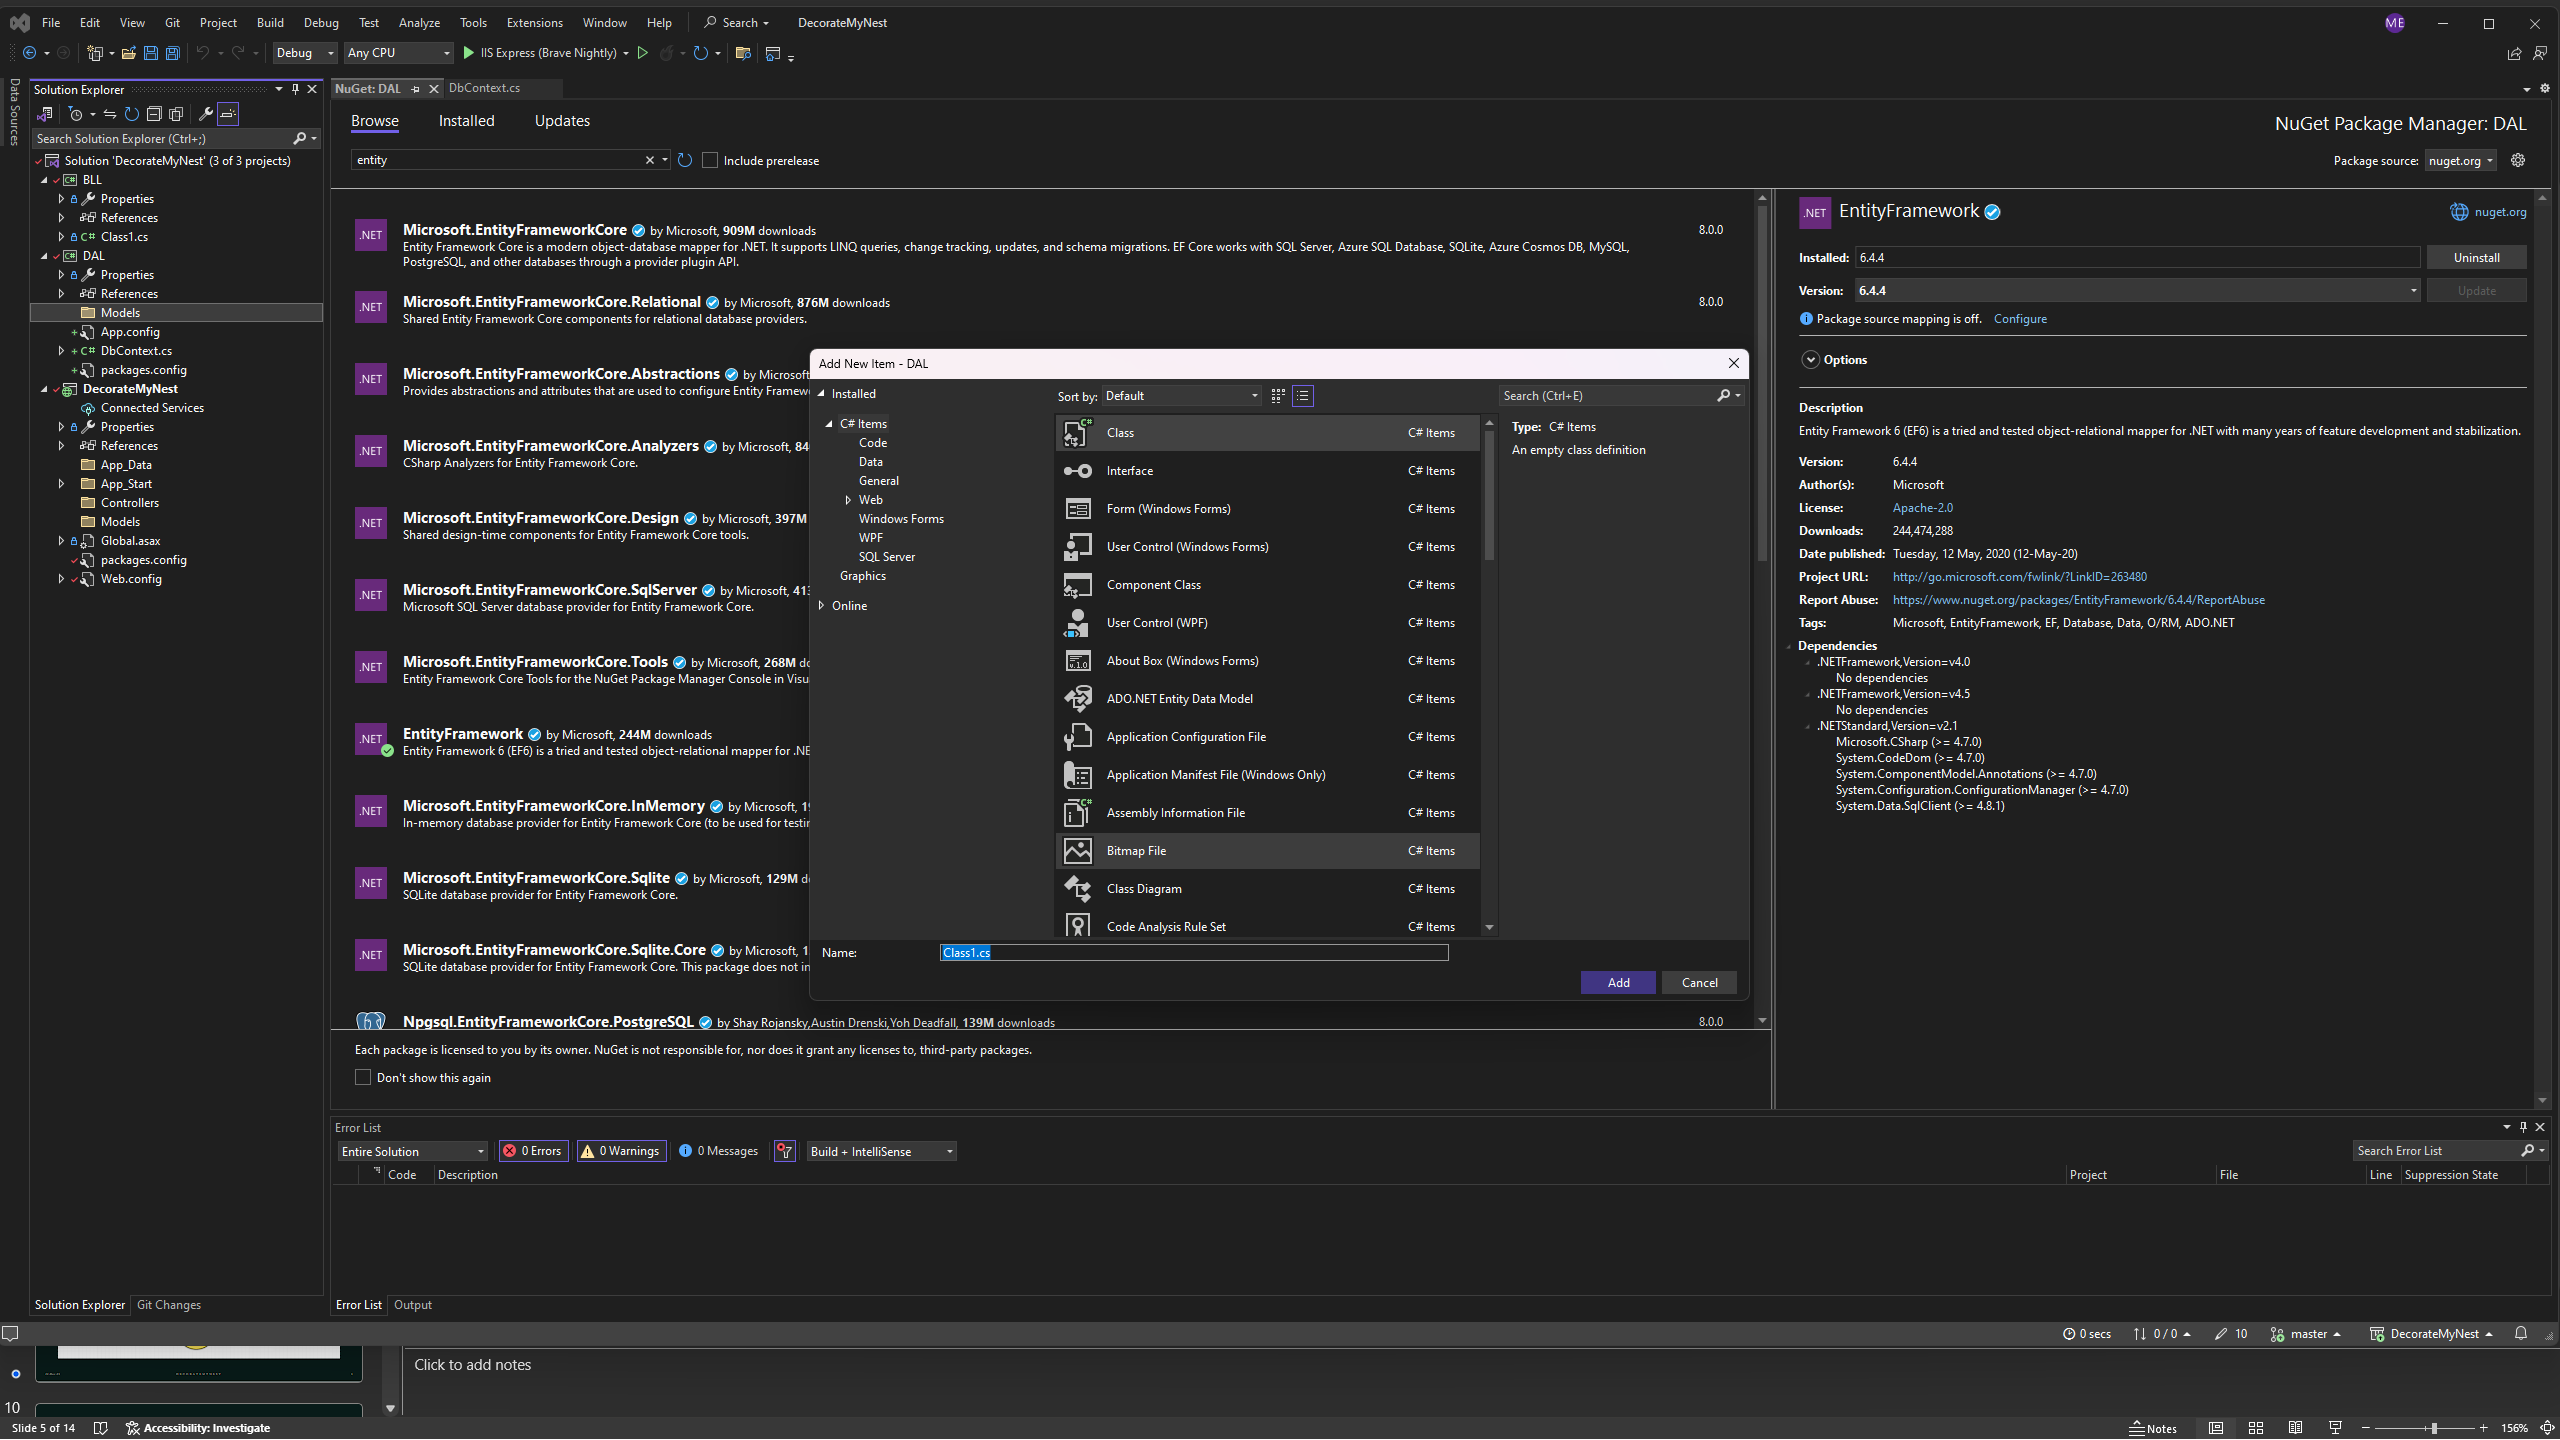 File Edit View Git Project Build Debug Test Analyze Tools Extensions Window Help Search DecorateMyNest ME
Debug Any CPU IIS Express (Brave Nightly)
Data Sources
Solution Explorer
Search Solution Explorer (Ctrl+;)
Solution 'DecorateMyNest' (3 of 3 projects)
BLL
Properties
References
C# Class1.cs
DAL
Properties
References
Models
App.config
C# DbContext.cs
packages.config
DecorateMyNest
Connected Services
Properties
References
App_Data
App_Start
Controllers
Models
Global.asax
packages.config
Web.config
Solution Explorer Git Changes
NuGet: DAL DbContext.cs
Browse Installed Updates
NuGet Package Manager: DAL
entity Include prerelease
Package source: nuget.org
.NET Microsoft.EntityFrameworkCore by Microsoft, 909M downloads 8.0.0
Entity Framework Core is a modern object-database mapper for .NET. It supports LINQ queries, change tracking, updates, and schema migrations. EF Core works with SQL Server, Azure SQL Database, SQLite, Azure Cosmos DB, MySQL,
PostgreSQL, and other databases through a provider plugin API.
.NET Microsoft.EntityFrameworkCore.Relational by Microsoft, 876M downloads 8.0.0
Shared Entity Framework Core components for relational database providers.
.NET Microsoft.EntityFrameworkCore.Abstractions by Microsoft
Provides abstractions and attributes that are used to configure Entity
.NET Microsoft.EntityFrameworkCore.Analyzers by Microsoft,
CSharp Analyzers for Entity Framework Core.
.NET Microsoft.EntityFrameworkCore.Design by Microsoft, 397M
Shared design-time components for Entity Framework Core tools.
.NET Microsoft.EntityFrameworkCore.SqlServer by Microsoft,
Microsoft SQL Server database provider for Entity Framework Core.
.NET Microsoft.EntityFrameworkCore.Tools by Microsoft, 268M
Entity Framework Core Tools for the NuGet Package Manager Console in
.NET EntityFramework by Microsoft, 244M downloads
Entity Framework 6 (EF6) is a tried and tested object-relational mapper for
.NET Microsoft.EntityFrameworkCore.InMemory by Microsoft,
In-memory database provider for Entity Framework Core (to be used for
.NET Microsoft.EntityFrameworkCore.Sqlite by Microsoft, 129M
SQLite database provider for Entity Framework Core.
.NET Microsoft.EntityFrameworkCore.Sqlite.Core by Microsoft,
SQLite database provider for Entity Framework Core. This package does not
Npgsql.EntityFrameworkCore.PostgreSQL by Shay Rojansky,Austin Drenski,Yoh Deadfall, 139M downloads 8.0.0
Each package is licensed to you by its owner. NuGet is not responsible for, nor does it grant any licenses to, third-party packages.
Don't show this again
Add New Item - DAL
Installed
C# Items
Code
Data
General
Web
Windows Forms
WPF
SQL Server
Graphics
Online
Sort by: Default
Class C# Items
Interface C# Items
Form (Windows Forms) C# Items
User Control (Windows Forms) C# Items
Component Class C# Items
User Control (WPF) C# Items
About Box (Windows Forms) C# Items
ADO.NET Entity Data Model C# Items
Application Configuration File C# Items
Application Manifest File (Windows Only) C# Items
Assembly Information File C# Items
Bitmap File C# Items
Class Diagram C# Items
Code Analysis Rule Set C# Items
Search (Ctrl+E)
Type: C# Items
An empty class definition
Name: Class1.cs
Add Cancel
.NET EntityFramework nuget.org
Installed: 6.4.4 Uninstall
Version: 6.4.4 Update
Package source mapping is off. Configure
Options
Description
Entity Framework 6 (EF6) is a tried and tested object-relational mapper for .NET with many years of feature development and stabilization.
Version: 6.4.4
Author(s): Microsoft
License: Apache-2.0
Downloads: 244,474,288
Date published: Tuesday, 12 May, 2020 (12-May-20)
Project URL: http://go.microsoft.com/fwlink/?LinkID=263480
Report Abuse: https://www.nuget.org/packages/EntityFramework/6.4.4/ReportAbuse
Tags: Microsoft, EntityFramework, EF, Database, Data, O/RM, ADO.NET
Dependencies
.NETFramework,Version=v4.0
No dependencies
.NETFramework,Version=v4.5
No dependencies
.NETStandard,Version=v2.1
Microsoft.CSharp (>= 4.7.0)
System.CodeDom (>= 4.7.0)
System.ComponentModel.Annotations (>= 4.7.0)
System.Configuration.ConfigurationManager (>= 4.7.0)
System.Data.SqlClient (>= 4.8.1)
Error List
Entire Solution 0 Errors 0 Warnings 0 Messages Build + IntelliSense Search Error List
Code Description Project File Line Suppression State
Error List Output
0 secs 0 / 0 10 master DecorateMyNest
Click to add notes
10
Slide 5 of 14 Accessibility: Investigate Notes 156%